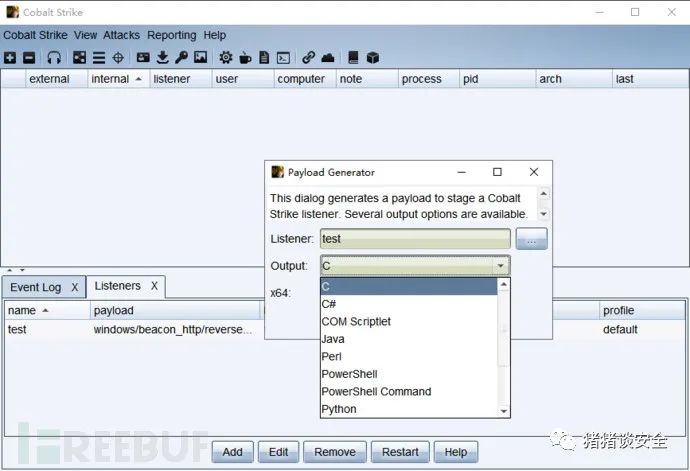 Cobalt Strike
Cobalt Strike View Attacks Reporting Help
external internal listener user computer note process pid arch last
Payload Generator
This dialog generates a payload to stage a Cobalt
Strike listener. Several output options are available.
Listener: test ...
Output: C
x64:
C
C#
COM Scriptlet
Java
Perl
PowerShell
PowerShell Command
Python
Event Log X Listeners X
name payload profile
test windows/beacon_http/reverse... default
Add Edit Remove Restart Help
FREEBUF
猪猪谈安全